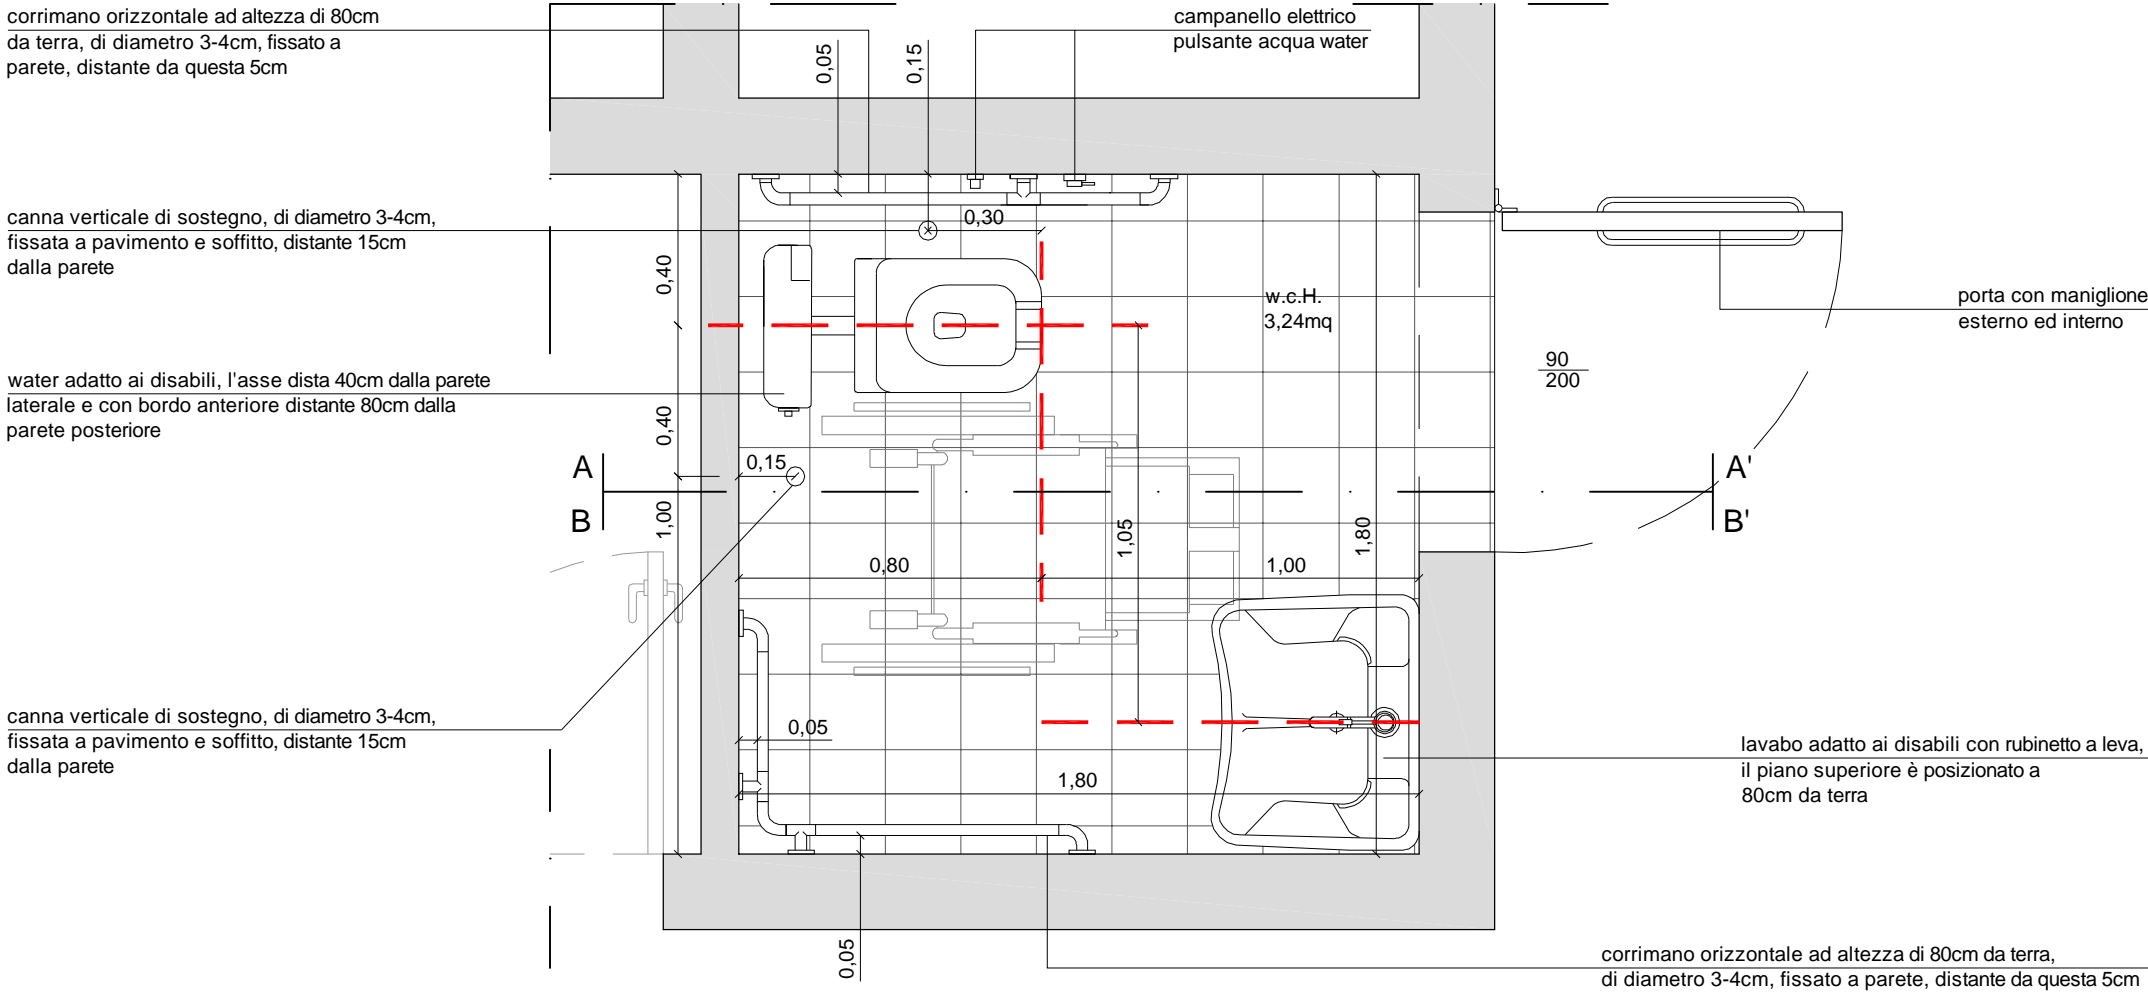 corrimano orizzontale ad altezza di 80cm
da terra, di diametro 3-4cm, fissato a
parete, distante da questa 5cm
campanello elettrico
pulsante acqua water
0,05
0,15
canna verticale di sostegno, di diametro 3-4cm,
fissata a pavimento e soffitto, distante 15cm
dalla parete
0,30
0,40
w.c.H.
3,24mq
porta con maniglione
esterno ed interno
90
200
water adatto ai disabili, l'asse dista 40cm dalla parete
laterale e con bordo anteriore distante 80cm dalla
parete posteriore
0,40
0,15
A
A'
B
B'
1,00
1,05
1,80
0,80
1,00
canna verticale di sostegno, di diametro 3-4cm,
fissata a pavimento e soffitto, distante 15cm
dalla parete
0,05
1,80
lavabo adatto ai disabili con rubinetto a leva,
il piano superiore è posizionato a
80cm da terra
0,05
corrimano orizzontale ad altezza di 80cm da terra,
di diametro 3-4cm, fissato a parete, distante da questa 5cm